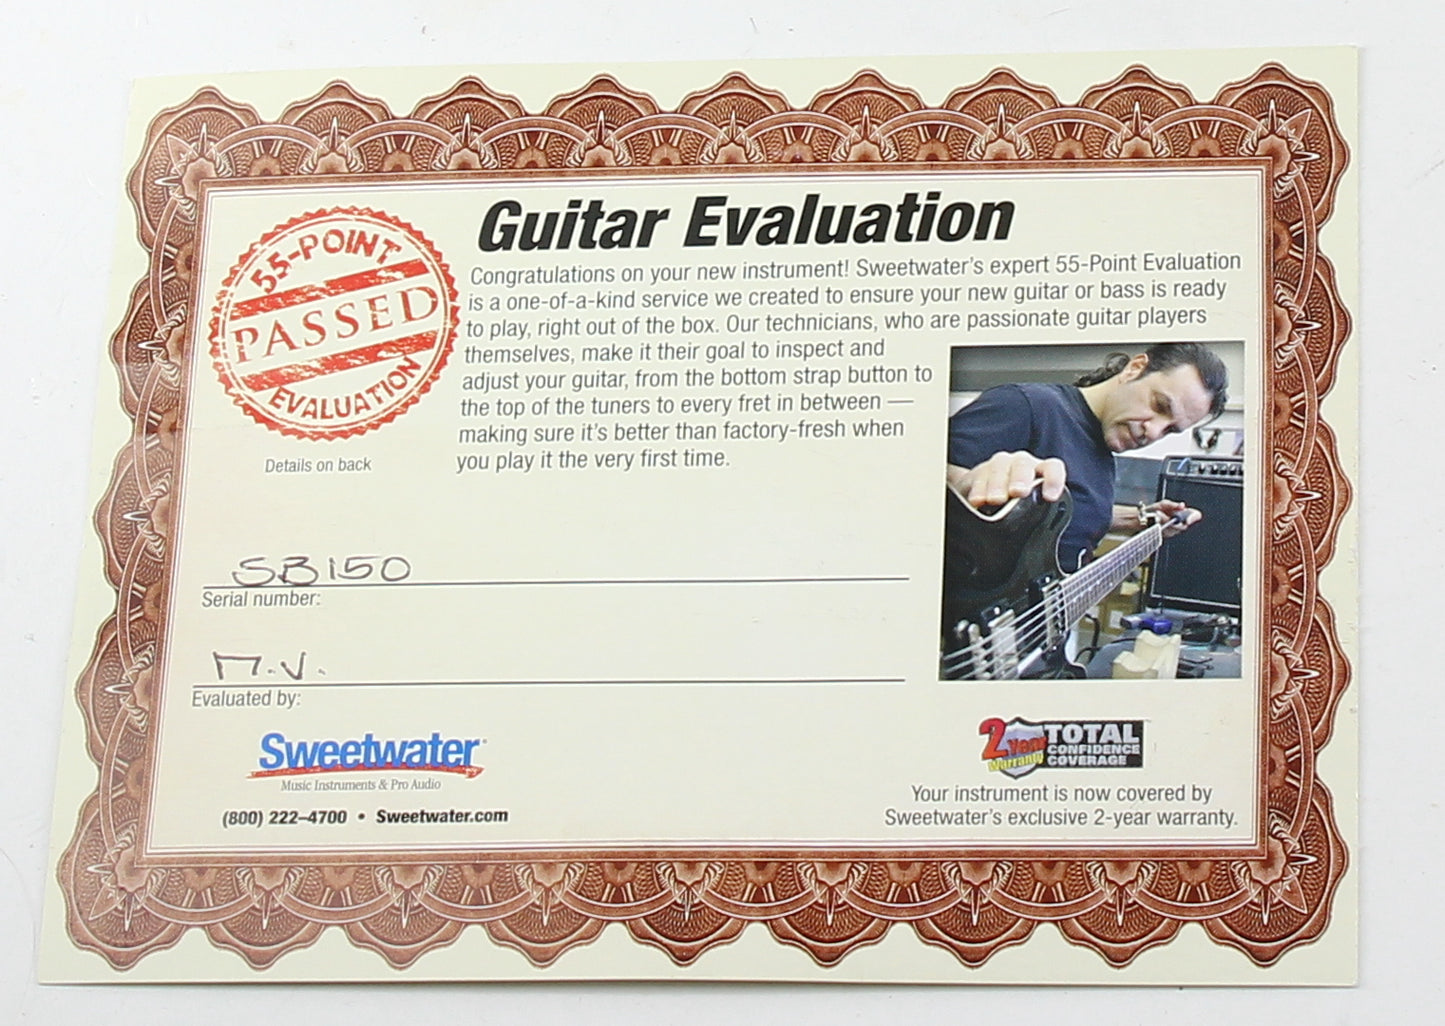 55-POINT
PASSED
EVALUATION
Details on back
Guitar Evaluation
Congratulations on your new instrument! Sweetwater's expert 55-Point Evaluation
is a one-of-a-kind service we created to ensure your new guitar or bass is ready
to play, right out of the box. Our technicians, who are passionate guitar players
themselves, make it their goal to inspect and
adjust your guitar, from the bottom strap button to
the top of the tuners to every fret in between —
making sure it's better than factory-fresh when
you play it the very first time.
SB150
Serial number:
M.V.
Evaluated by:
Sweetwater
Music Instruments & Pro Audio
(800) 222–4700 • Sweetwater.com
2 Year
Warranty
TOTAL
CONFIDENCE
COVERAGE
Your instrument is now covered by
Sweetwater's exclusive 2-year warranty.